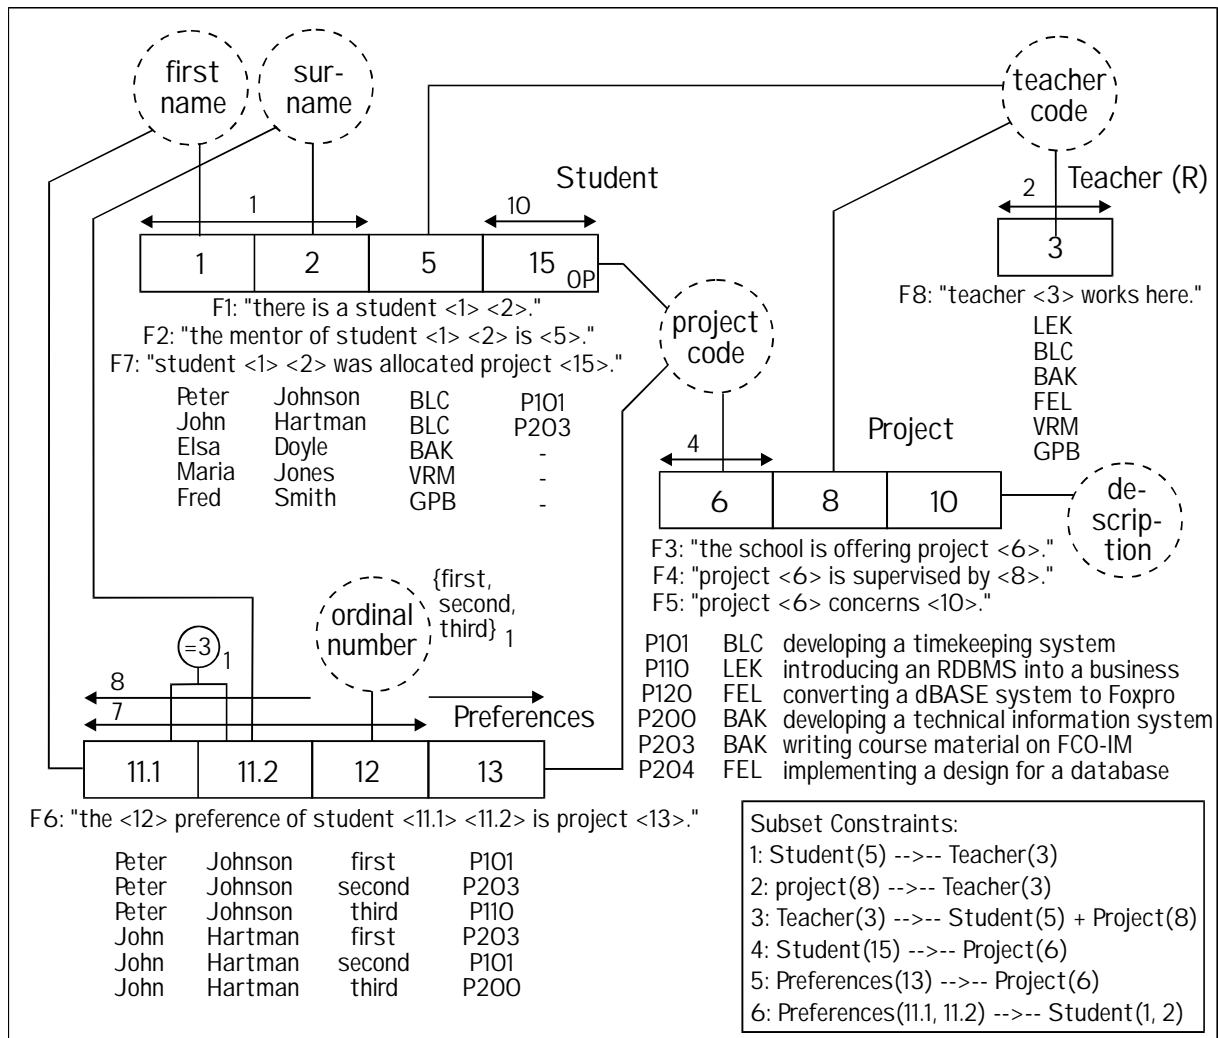 first
name
sur-
name
teacher
code
Student
Teacher (R)
1
10
2
1
2
5
15
OP
3
F1: "there is a student <1> <2>."
F2: "the mentor of student <1> <2> is <5>."
F7: "student <1> <2> was allocated project <15>."
F8: "teacher <3> works here."
project
code
Peter Johnson BLC P101
John Hartman BLC P203
Elsa Doyle BAK -
Maria Jones VRM -
Fred Smith GPB -
LEK
BLC
BAK
FEL
VRM
GPB
Project
4
6
8
10
de-
scrip-
tion
F3: "the school is offering project <6>."
F4: "project <6> is supervised by <8>."
F5: "project <6> concerns <10>."
P101 BLC developing a timekeeping system
P110 LEK introducing an RDBMS into a business
P120 FEL converting a dBASE system to Foxpro
P200 BAK developing a technical information system
P203 BAK writing course material on FCO-IM
P204 FEL implementing a design for a database
ordinal
number
{first,
second,
third} 1
=3
1
8
7
Preferences
11.1
11.2
12
13
F6: "the <12> preference of student <11.1> <11.2> is project <13>."
Peter Johnson first P101
Peter Johnson second P203
Peter Johnson third P110
John Hartman first P203
John Hartman second P101
John Hartman third P200
Subset Constraints:
1: Student(5) -->-- Teacher(3)
2: project(8) -->-- Teacher(3)
3: Teacher(3) -->-- Student(5) + Project(8)
4: Student(15) -->-- Project(6)
5: Preferences(13) -->-- Project(6)
6: Preferences(11.1, 11.2) -->-- Student(1, 2)